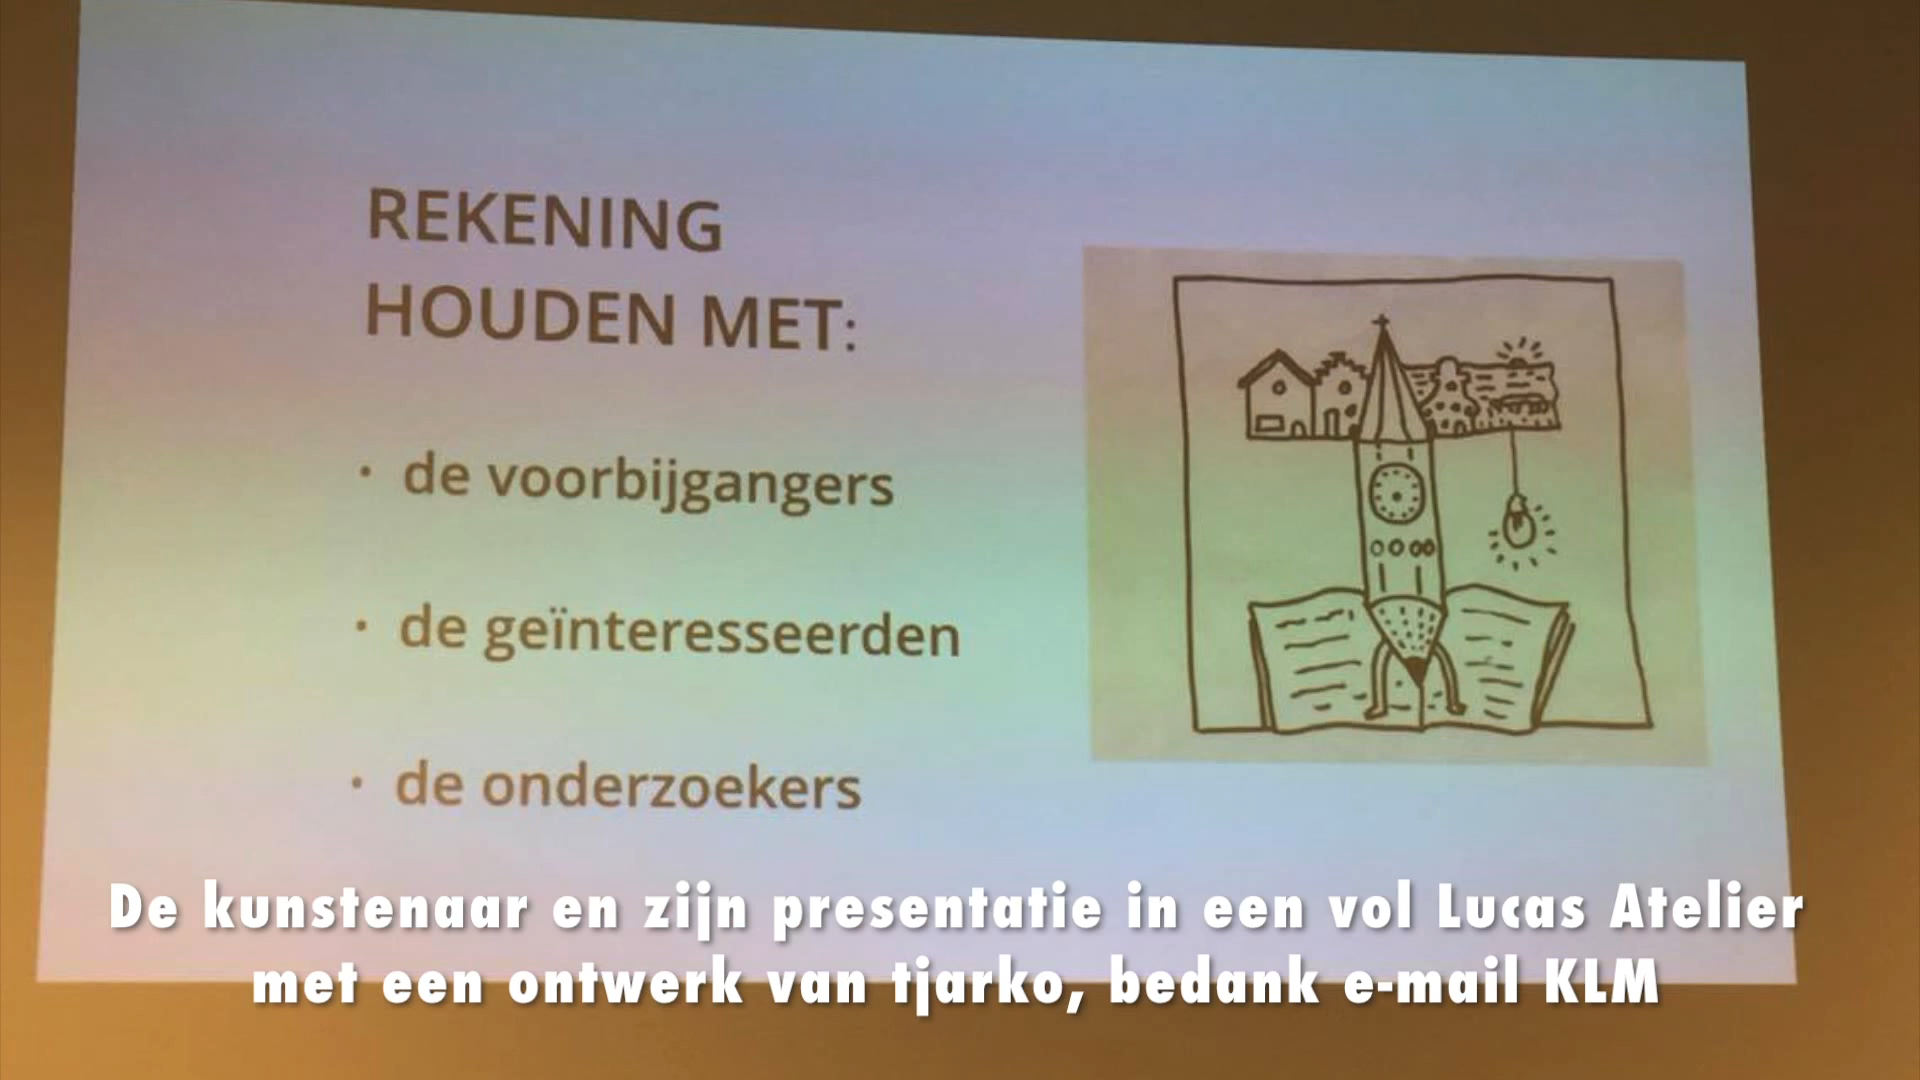 REKENING
HOUDEN MET:
• de voorbijgangers
• de geïnteresseerden
• de onderzoekers
De kunstenaar en zijn presentatie in een vol Lucas Atelier
met een ontwerk van tjarko, bedank e-mail KLM